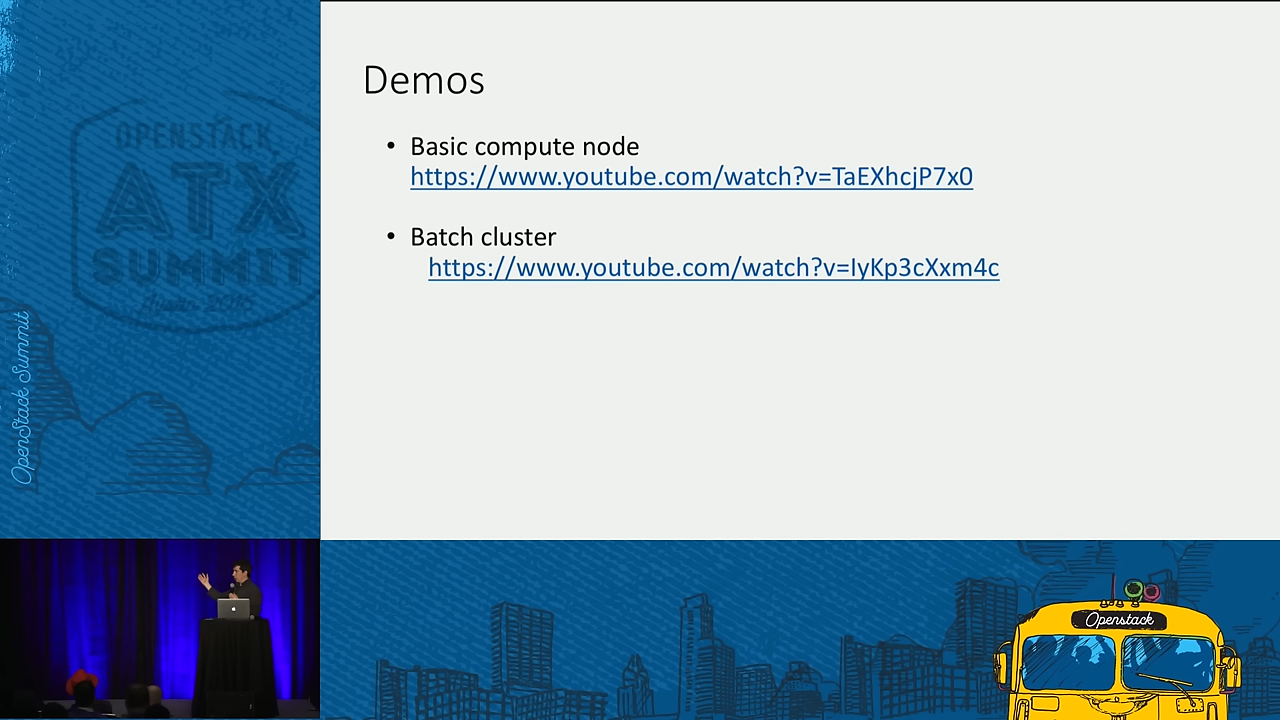 Demos
• Basic compute node
https://www.youtube.com/watch?v=TaEXhcjP7x0
• Batch cluster
https://www.youtube.com/watch?v=IyKp3cXxm4c
OPENSTACK
ATX
SUMMIT
OpenStack Summit
Openstack